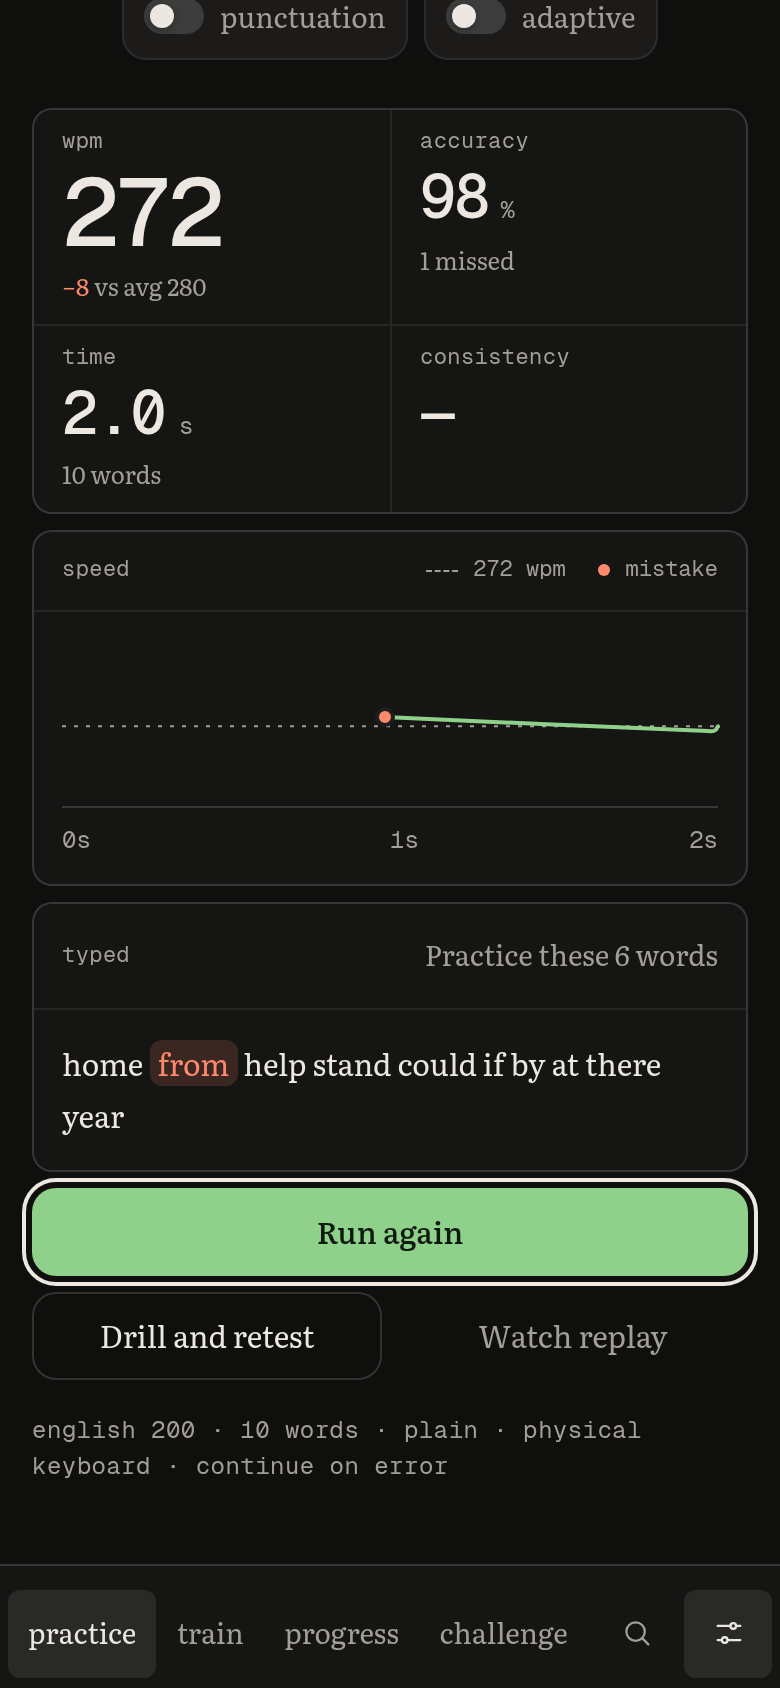 punctuation adaptive
wpm accuracy
272 98 %
−8 vs avg 280 1 missed
time consistency
2.0 s —
10 words
speed ---- 272 wpm mistake
0s 1s 2s
typed Practice these 6 words
home from help stand could if by at there
year
Run again
Drill and retest Watch replay
english 200 · 10 words · plain · physical
keyboard · continue on error
practice train progress challenge